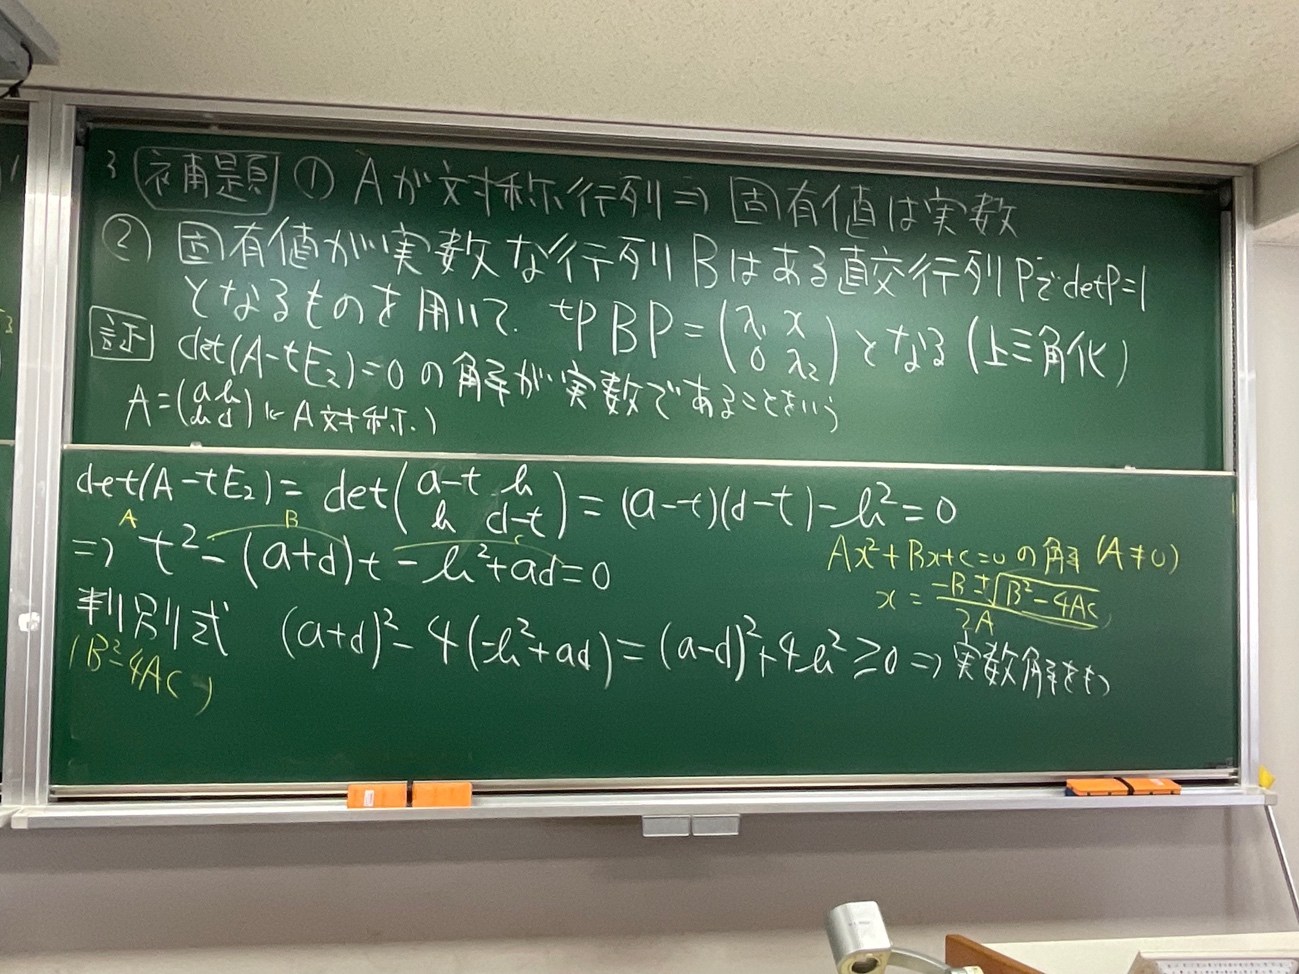 3 補題 ① Aが対称行列⇒固有値は実数
② 固有値が実数な行列Bはある直交行列PでdetP=1
となるものを用いて ᵗPBP=(λ₁ x / 0 λ₂)となる(上三角化)
証 det(A-tE₂)=0の解が実数であることをいう
A=(a h / h d) (∵A対称)
det(A-tE₂)=det(a-t h / h d-t)=(a-t)(d-t)-h²=0
A B C
⇒ t²-(a+d)t-h²+ad=0
Ax²+Bx+C=0の解 (A≠0)
x=(-B±√(B²-4AC))/2A
判別式 (a+d)²-4(-h²+ad)=(a-d)²+4h²≥0⇒実数解をもつ
(B²-4AC)